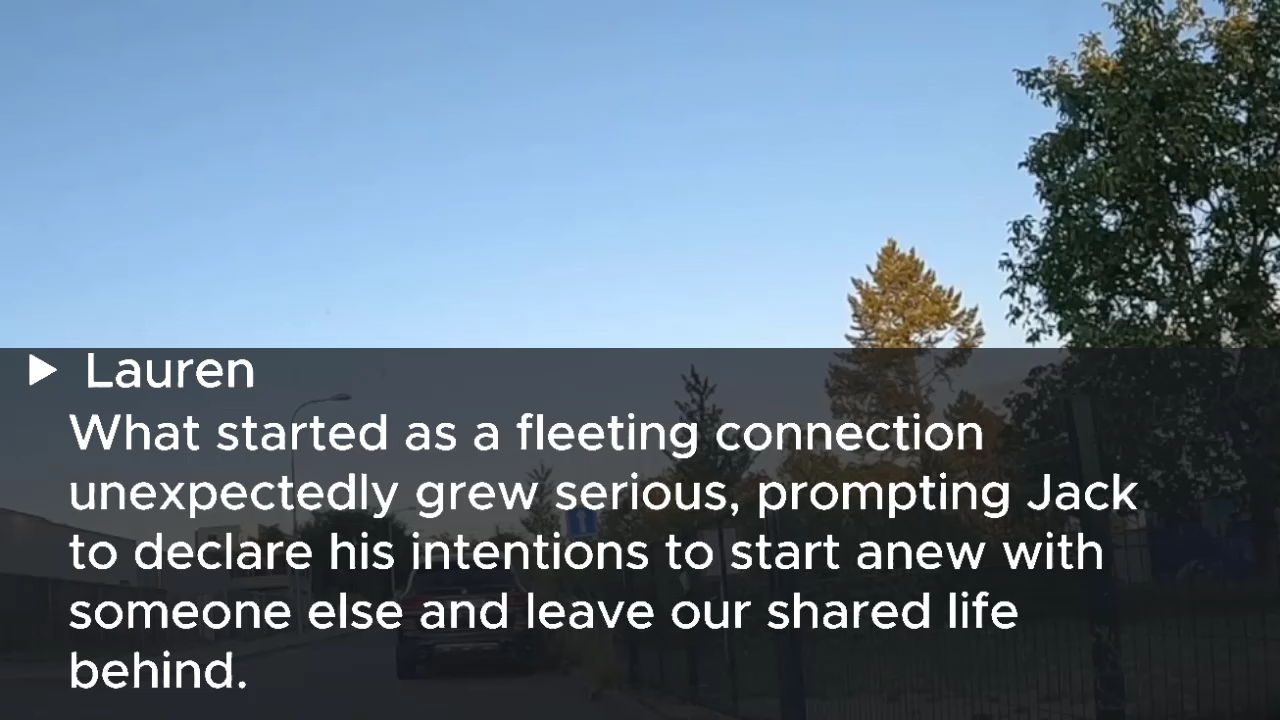 Lauren
What started as a fleeting connection
unexpectedly grew serious, prompting Jack
to declare his intentions to start anew with
someone else and leave our shared life
behind.